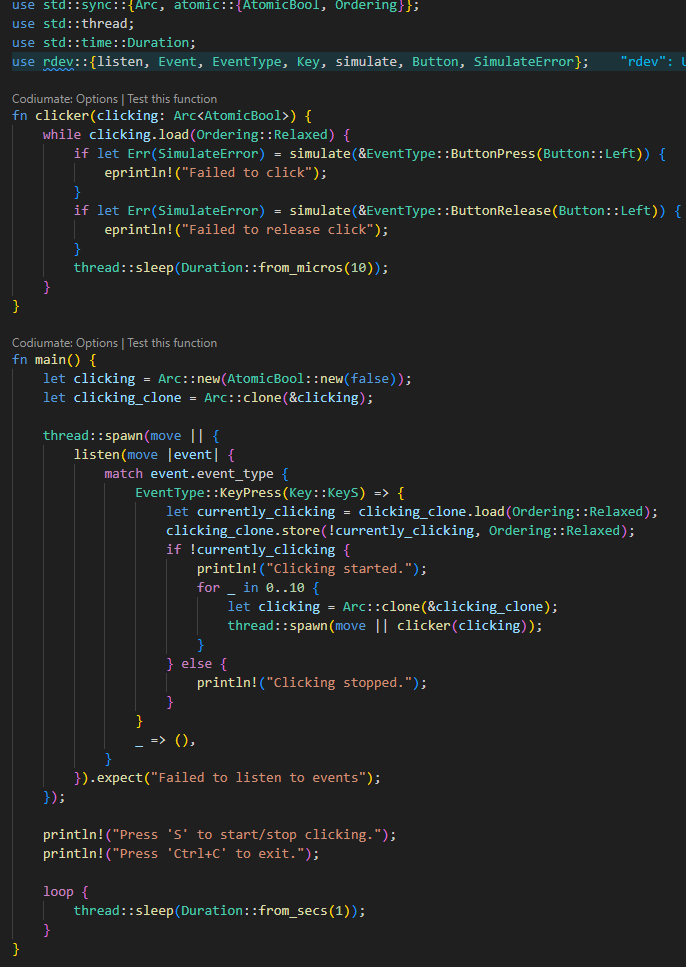 use std::sync::{Arc, atomic::{AtomicBool, Ordering}};
use std::thread;
use std::time::Duration;
use rdev::{listen, Event, EventType, Key, simulate, Button, SimulateError};    "rdev": U
Codiumate: Options | Test this function
fn clicker(clicking: Arc<AtomicBool>) {
    while clicking.load(Ordering::Relaxed) {
        if let Err(SimulateError) = simulate(&EventType::ButtonPress(Button::Left)) {
            eprintln!("Failed to click");
        }
        if let Err(SimulateError) = simulate(&EventType::ButtonRelease(Button::Left)) {
            eprintln!("Failed to release click");
        }
        thread::sleep(Duration::from_micros(10));
    }
}
Codiumate: Options | Test this function
fn main() {
    let clicking = Arc::new(AtomicBool::new(false));
    let clicking_clone = Arc::clone(&clicking);
    thread::spawn(move || {
        listen(move |event| {
            match event.event_type {
                EventType::KeyPress(Key::KeyS) => {
                    let currently_clicking = clicking_clone.load(Ordering::Relaxed);
                    clicking_clone.store(!currently_clicking, Ordering::Relaxed);
                    if !currently_clicking {
                        println!("Clicking started.");
                        for _ in 0..10 {
                            let clicking = Arc::clone(&clicking_clone);
                            thread::spawn(move || clicker(clicking));
                        }
                    } else {
                        println!("Clicking stopped.");
                    }
                }
                _ => (),
            }
        }).expect("Failed to listen to events");
    });
    println!("Press 'S' to start/stop clicking.");
    println!("Press 'Ctrl+C' to exit.");
    loop {
        thread::sleep(Duration::from_secs(1));
    }
}